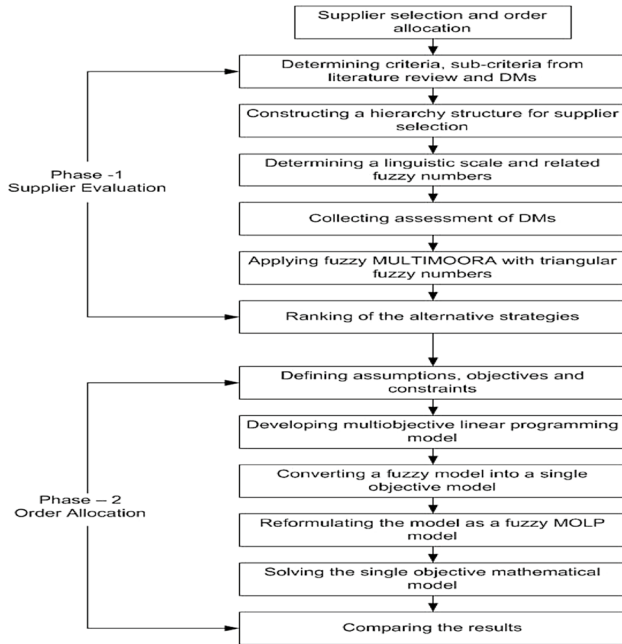 Supplier selection and order
allocation
Determining criteria, sub-criteria from
literature review and DMs
Constructing a hierarchy structure for supplier
selection
Phase -1
Supplier Evaluation
Determining a linguistic scale and related
fuzzy numbers
Collecting assessment of DMs
Applying fuzzy MULTIMOORA with triangular
fuzzy numbers
Ranking of the alternative strategies
Defining assumptions, objectives and
constraints
Developing multiobjective linear programming
model
Converting a fuzzy model into a single
objective model
Phase – 2
Order Allocation
Reformulating the model as a fuzzy MOLP
model
Solving the single objective mathematical
model
Comparing the results